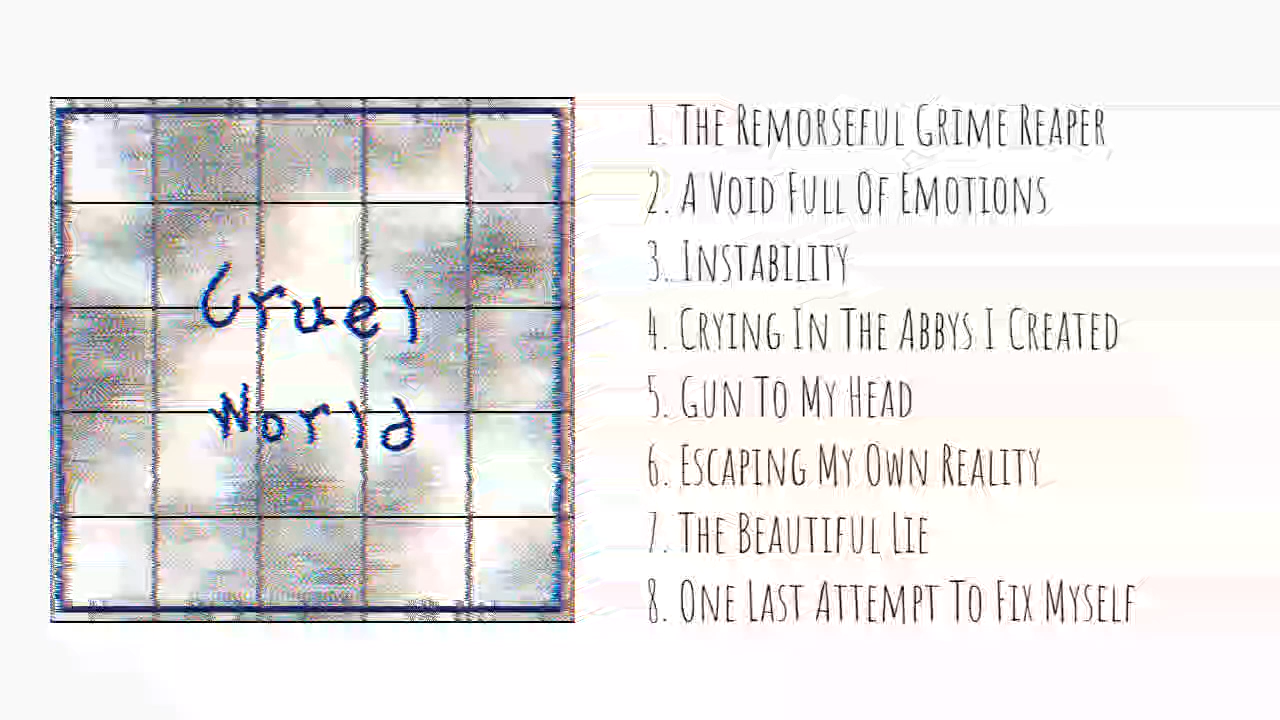 Cruel
World
1. The Remorseful Grime Reaper
2. A Void Full Of Emotions
3. Instability
4. Crying In The Abbys I Created
5. Gun To My Head
6. Escaping My Own Reality
7. The Beautiful Lie
8. One Last Attempt To Fix Myself